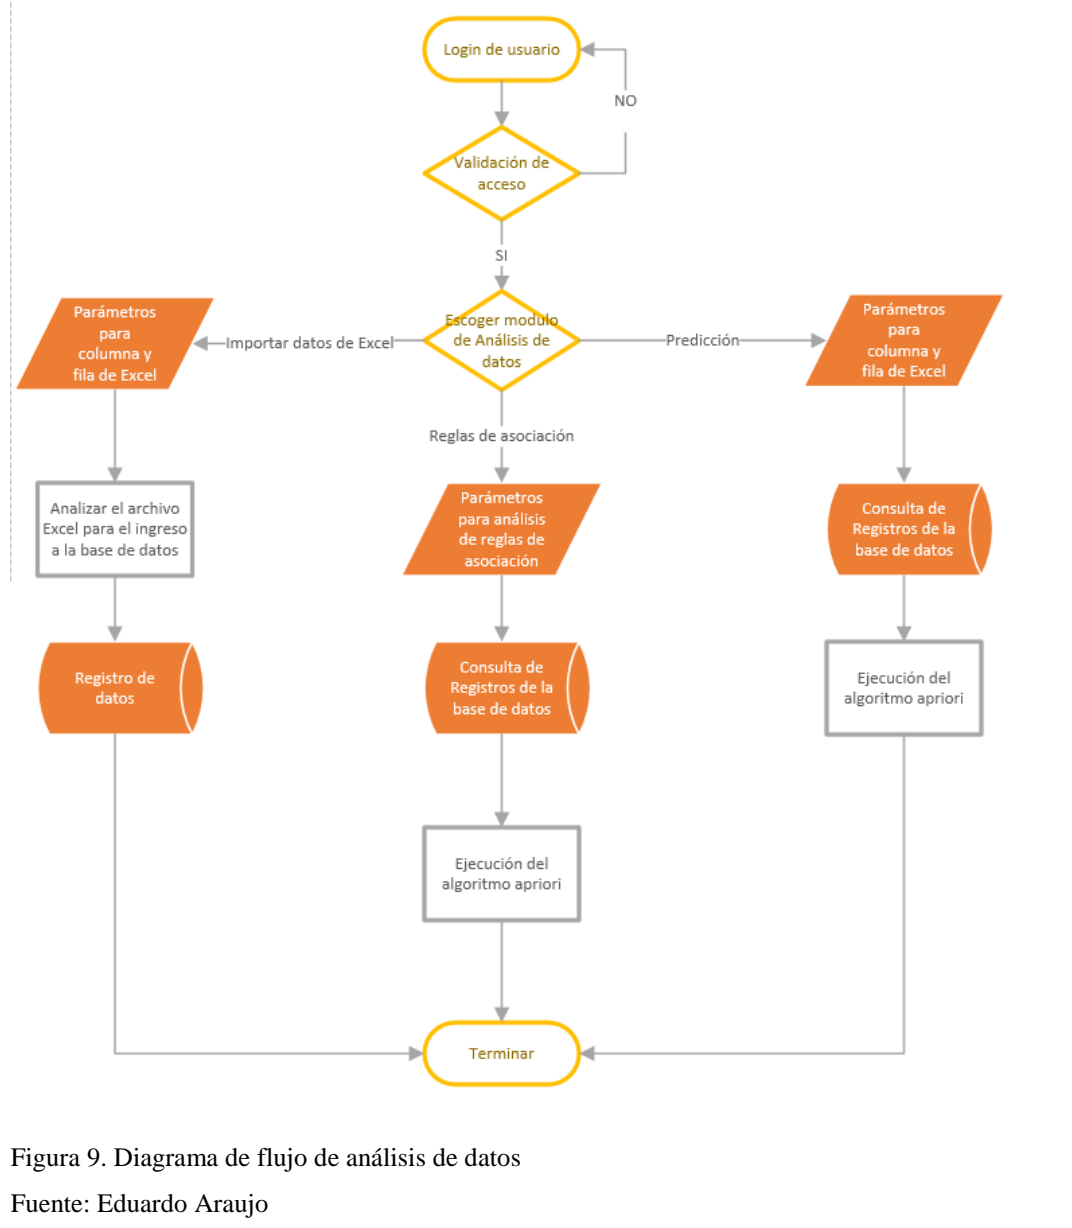 Login de usuario
NO
Validación de
acceso
SI
Escoger modulo
de Análisis de
datos
Importar datos de Excel
Predicción
Reglas de asociación
Parámetros
para
columna y
fila de Excel
Analizar el archivo
Excel para el ingreso
a la base de datos
Registro de
datos
Parámetros
para análisis
de reglas de
asociación
Consulta de
Registros de la
base de datos
Ejecución del
algoritmo apriori
Parámetros
para
columna y
fila de Excel
Consulta de
Registros de la
base de datos
Ejecución del
algoritmo apriori
Terminar
Figura 9. Diagrama de flujo de análisis de datos
Fuente: Eduardo Araujo